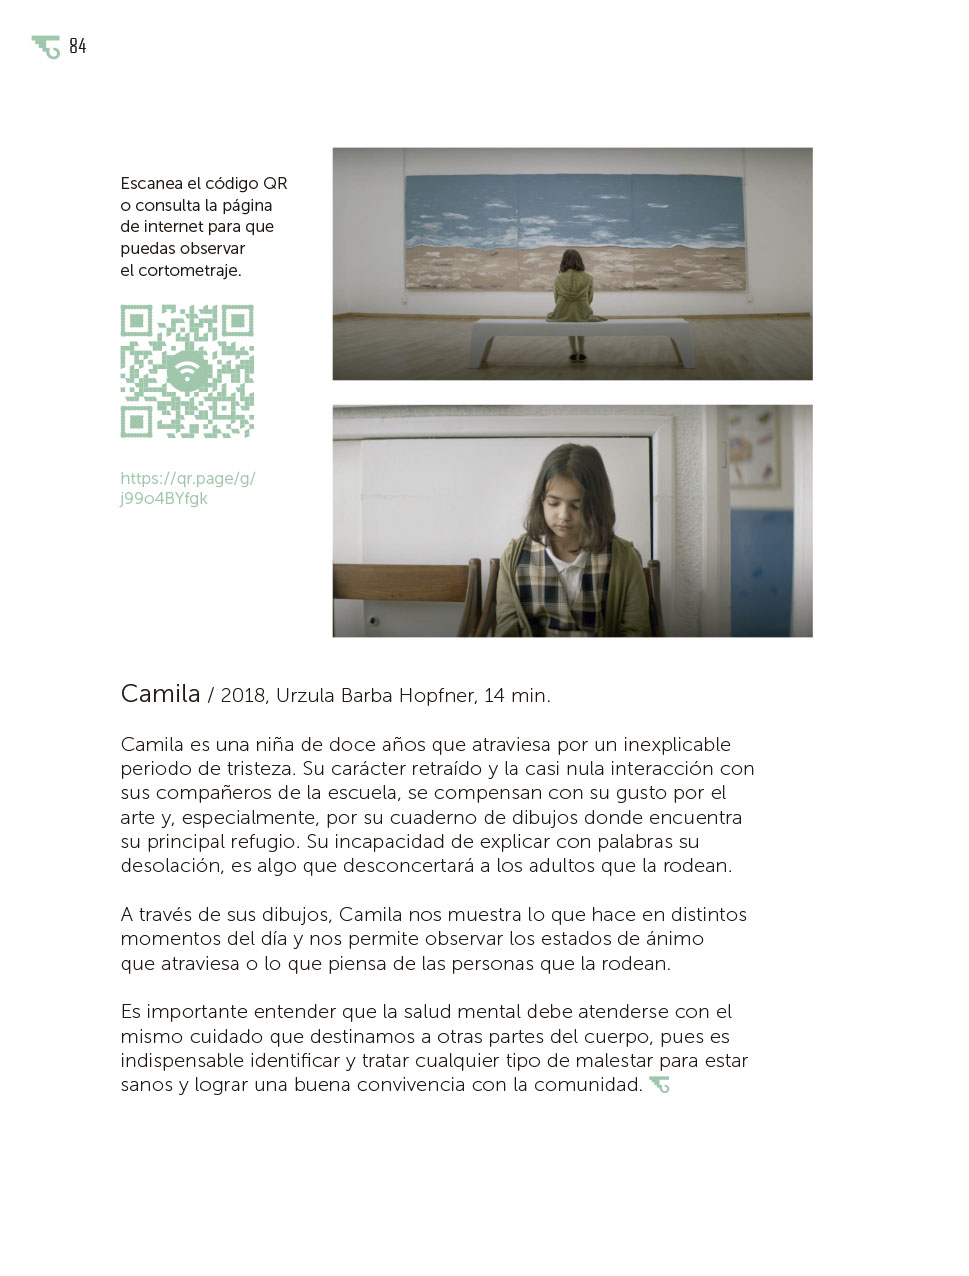 84
Escanea el código QR
o consulta la página
de internet para que
puedas observar
el cortometraje.
https://qr.page/g/
j99o4BYfgk
Camila / 2018, Urzula Barba Hopfner, 14 min.
Camila es una niña de doce años que atraviesa por un inexplicable
periodo de tristeza. Su carácter retraído y la casi nula interacción con
sus compañeros de la escuela, se compensan con su gusto por el
arte y, especialmente, por su cuaderno de dibujos donde encuentra
su principal refugio. Su incapacidad de explicar con palabras su
desolación, es algo que desconcertará a los adultos que la rodean.
A través de sus dibujos, Camila nos muestra lo que hace en distintos
momentos del día y nos permite observar los estados de ánimo
que atraviesa o lo que piensa de las personas que la rodean.
Es importante entender que la salud mental debe atenderse con el
mismo cuidado que destinamos a otras partes del cuerpo, pues es
indispensable identificar y tratar cualquier tipo de malestar para estar
sanos y lograr una buena convivencia con la comunidad.